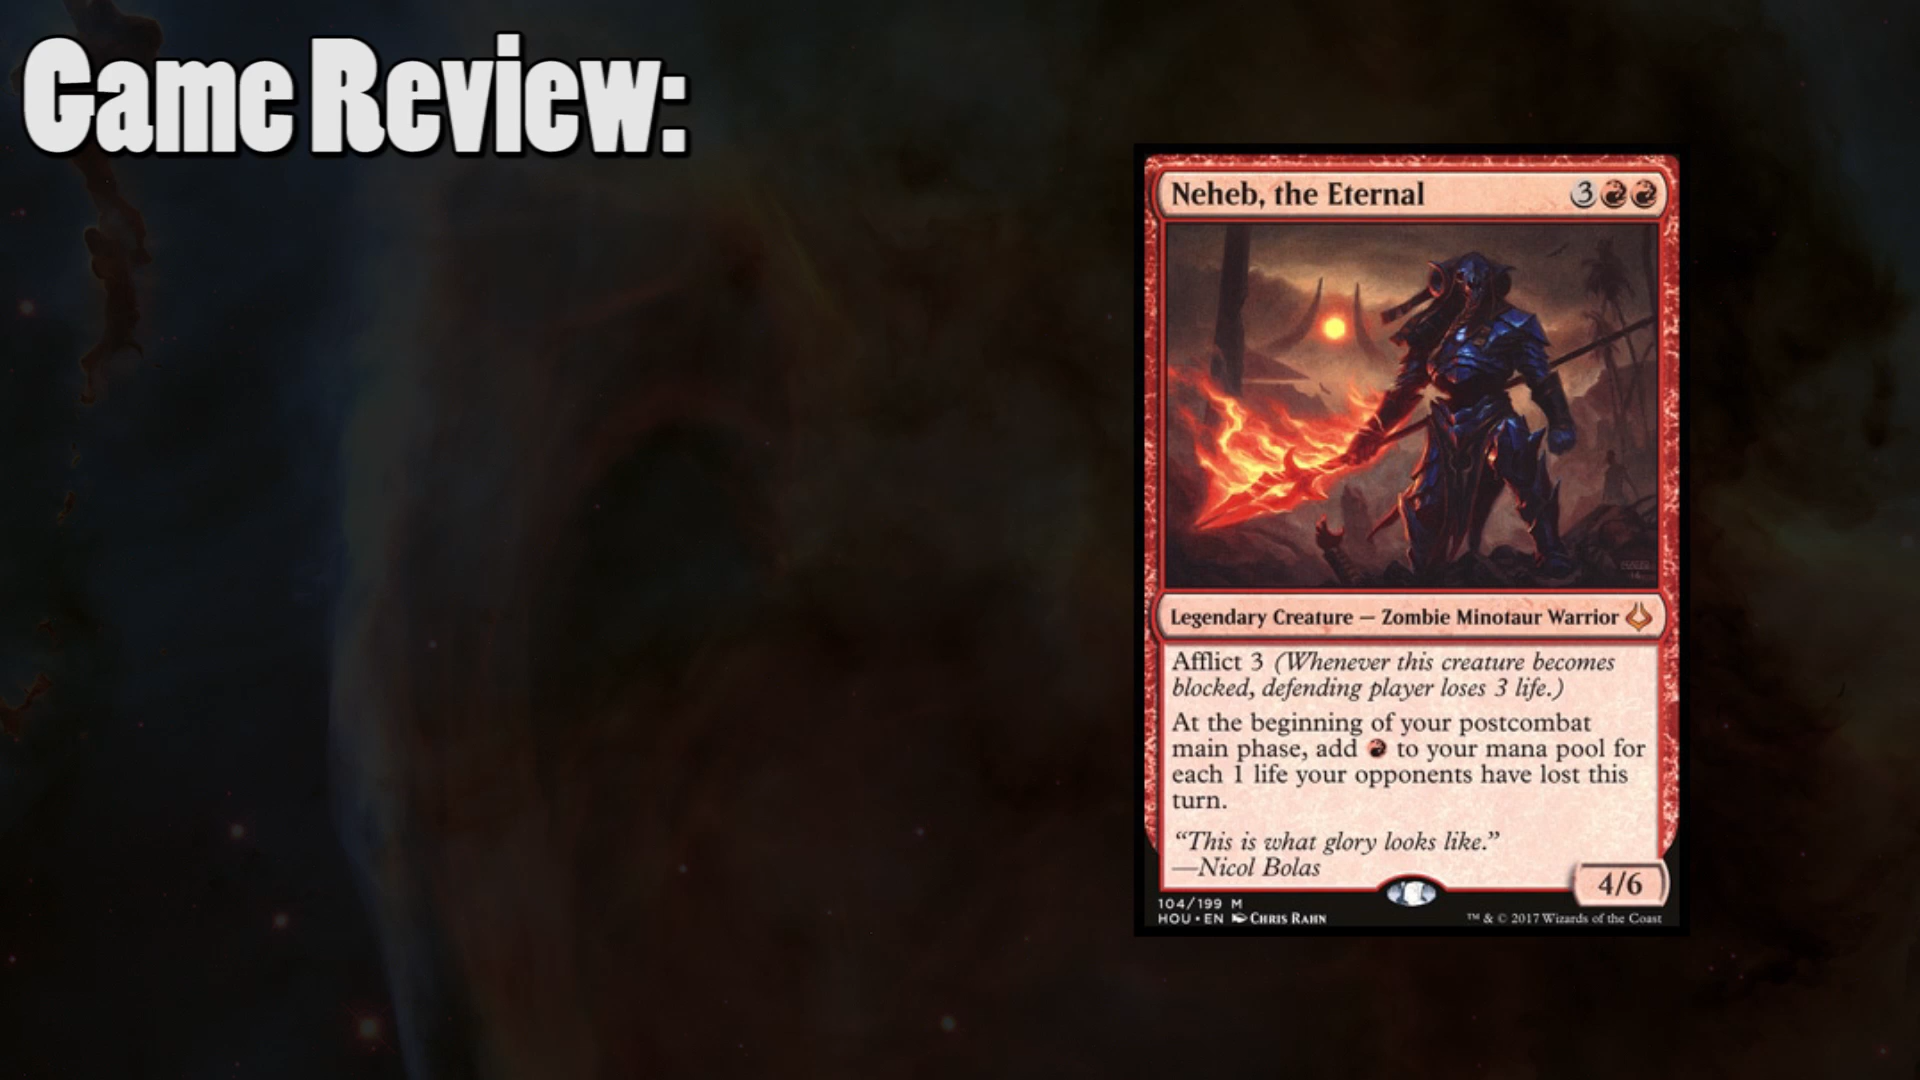 Game Review:
Neheb, the Eternal 3
Legendary Creature — Zombie Minotaur Warrior
Afflict 3 (Whenever this creature becomes
blocked, defending player loses 3 life.)
At the beginning of your postcombat
main phase, add to your mana pool for
each 1 life your opponents have lost this
turn.
“This is what glory looks like.”
—Nicol Bolas
4/6
104/199 M
HOU • EN Chris Rahn
™ & © 2017 Wizards of the Coast